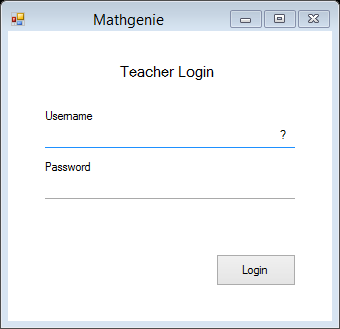 Mathgenie
Teacher Login
Username
?
Password
Login